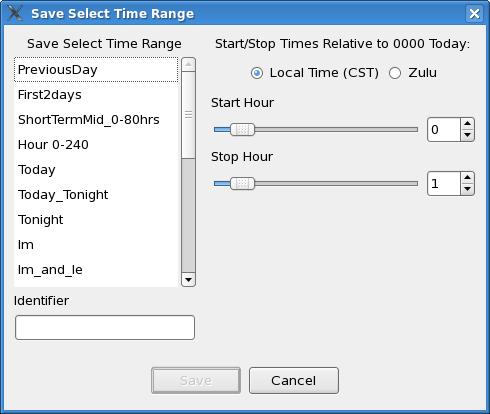 Save Select Time Range
Save Select Time Range
PreviousDay
First2days
ShortTermMid_0-80hrs
Hour 0-240
Today
Today_Tonight
Tonight
Im
Im_and_Ie
Identifier
Start/Stop Times Relative to 0000 Today:
Local Time (CST) Zulu
Start Hour
0
Stop Hour
1
Save Cancel